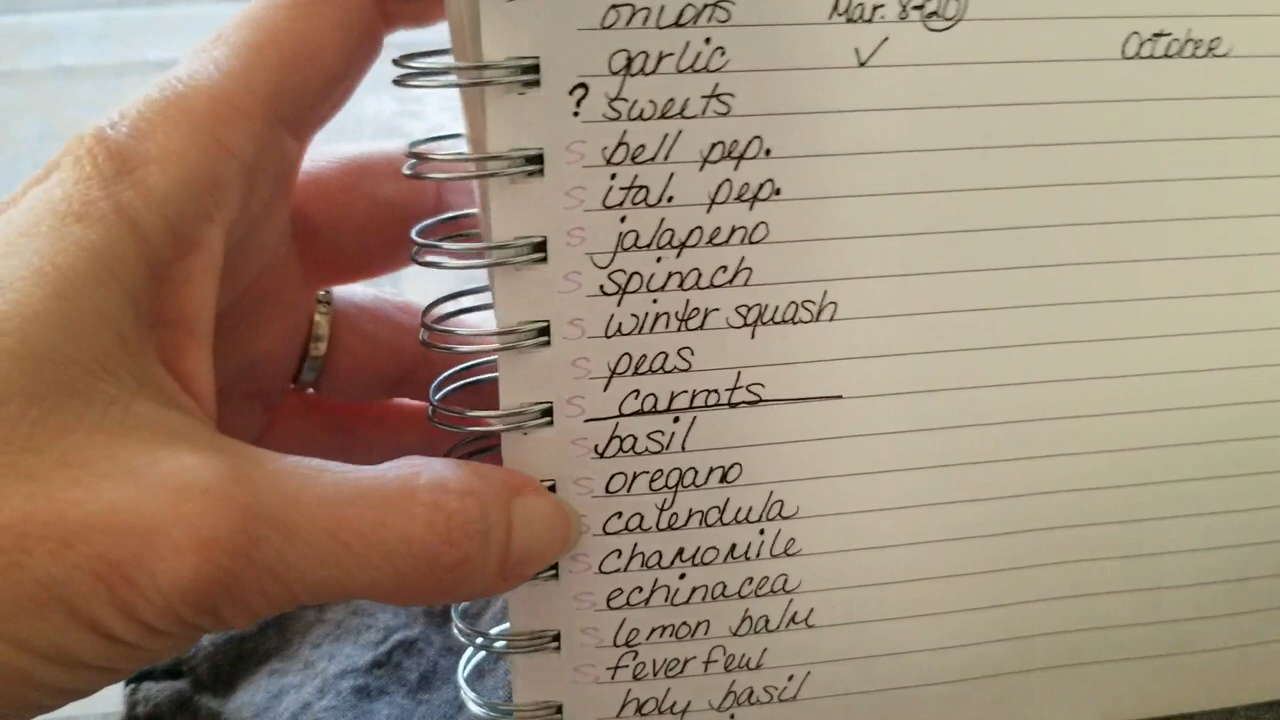 onions Mar. 8-20
garlic ✓ October
? sweets
s bell pep.
s ital. pep.
s jalapeno
s spinach
s winter squash
s peas
s carrots
s basil
s oregano
s calendula
s chamomile
s echinacea
s lemon balm
s feverfew
holy basil